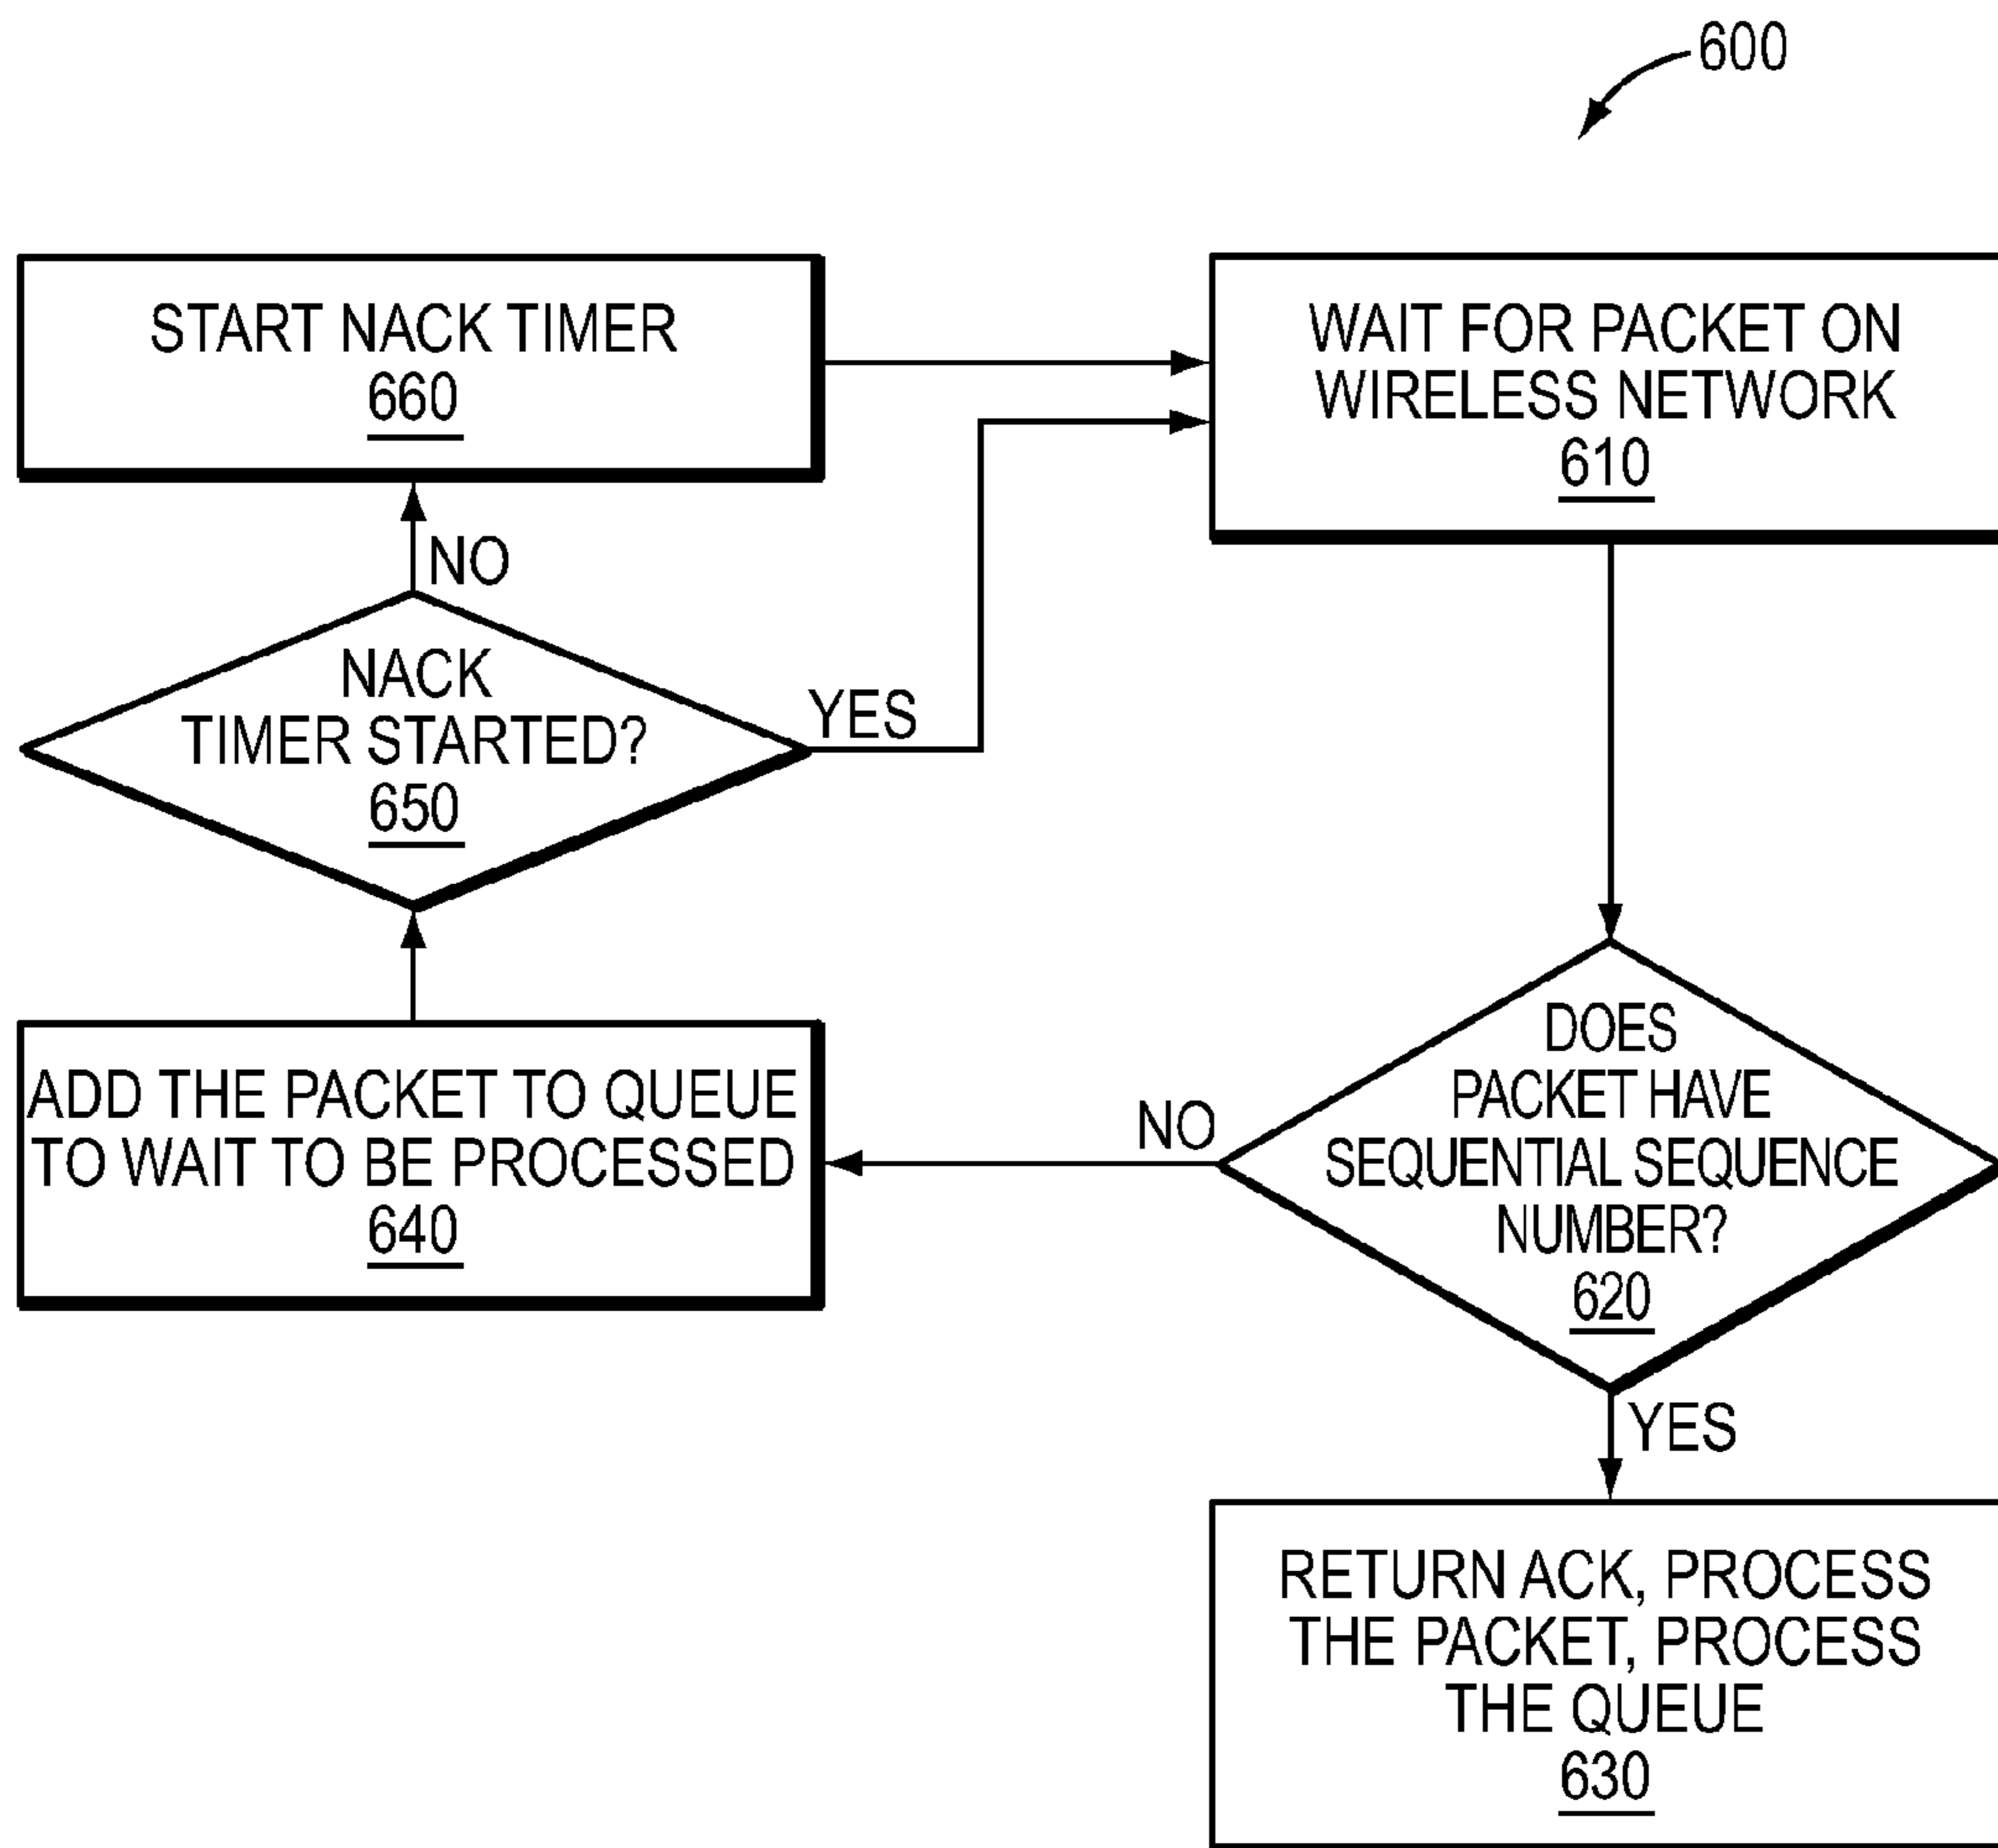 600
START NACK TIMER
660
WAIT FOR PACKET ON
WIRELESS NETWORK
610
NO
NACK
TIMER STARTED?
650
YES
ADD THE PACKET TO QUEUE
TO WAIT TO BE PROCESSED
640
NO
DOES
PACKET HAVE
SEQUENTIAL SEQUENCE
NUMBER?
620
YES
RETURN ACK, PROCESS
THE PACKET, PROCESS
THE QUEUE
630